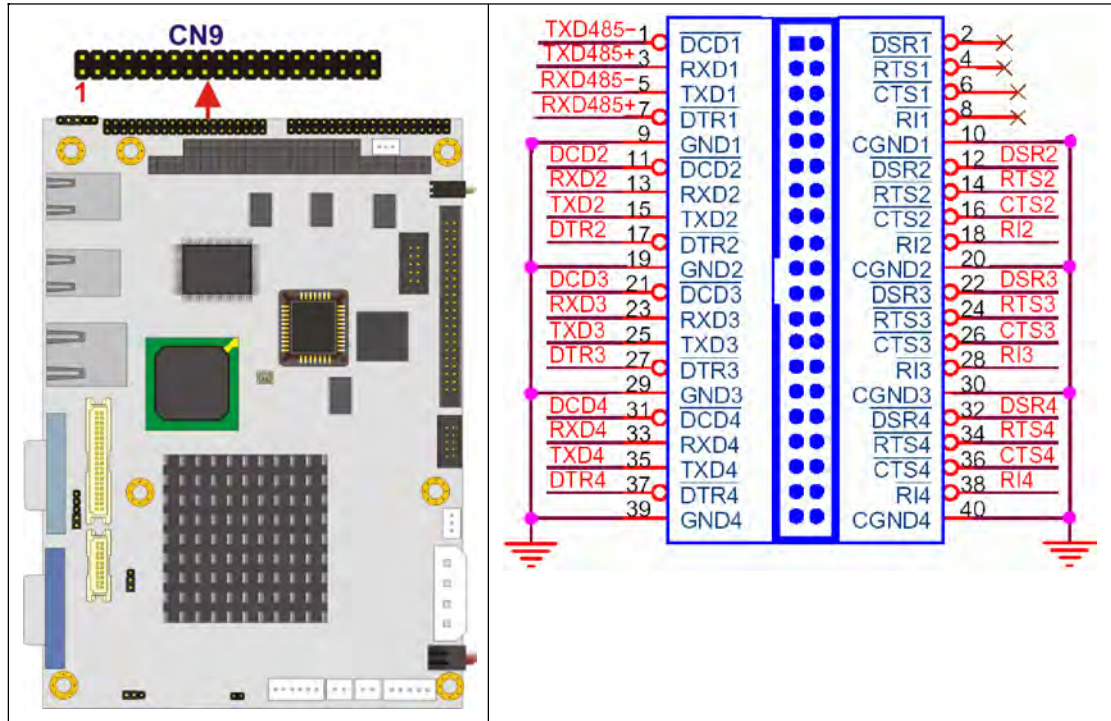 CN9
1
TXD485- 1 DCD1 DSR1 2
TXD485+ 3 RXD1 RTS1 4
RXD485- 5 TXD1 CTS1 6
RXD485+ 7 DTR1 RI1 8
9 GND1 CGND1 10
DCD2 11 DCD2 DSR2 12 DSR2
RXD2 13 RXD2 RTS2 14 RTS2
TXD2 15 TXD2 CTS2 16 CTS2
DTR2 17 DTR2 RI2 18 RI2
19 GND2 CGND2 20
DCD3 21 DCD3 DSR3 22 DSR3
RXD3 23 RXD3 RTS3 24 RTS3
TXD3 25 TXD3 CTS3 26 CTS3
DTR3 27 DTR3 RI3 28 RI3
29 GND3 CGND3 30
DCD4 31 DCD4 DSR4 32 DSR4
RXD4 33 RXD4 RTS4 34 RTS4
TXD4 35 TXD4 CTS4 36 CTS4
DTR4 37 DTR4 RI4 38 RI4
39 GND4 CGND4 40